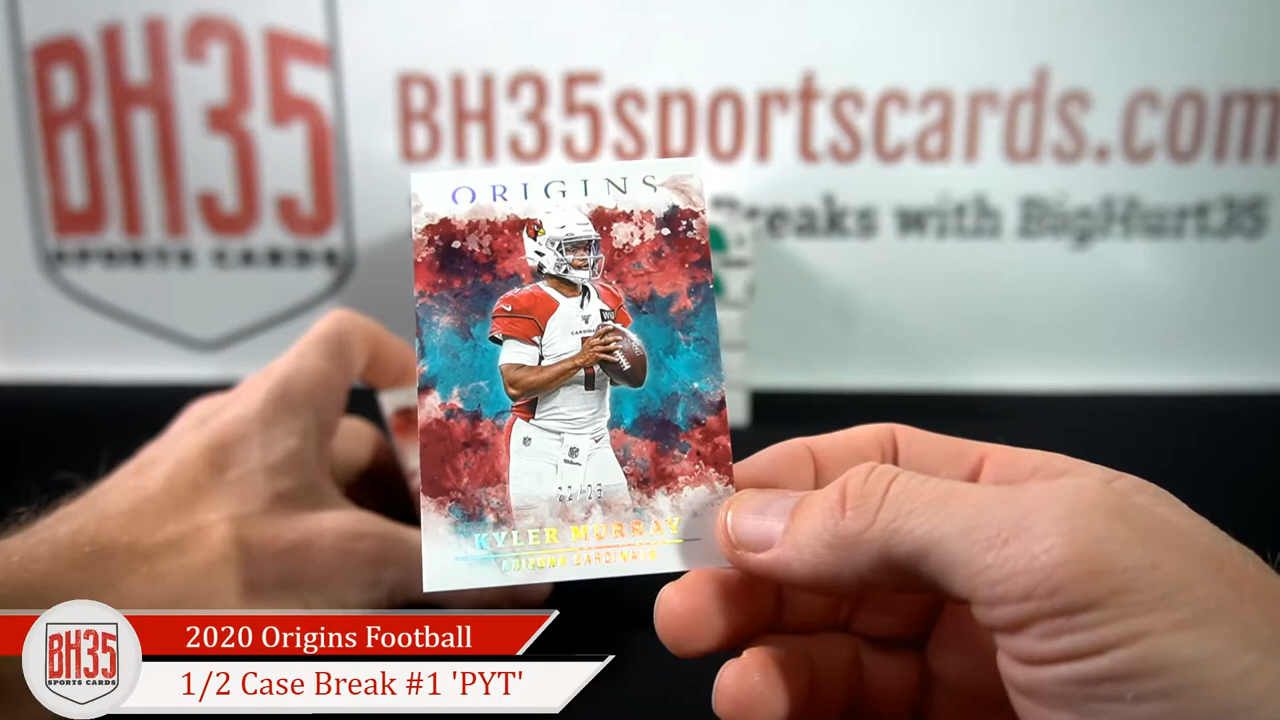 BH35
SPORTS CARDS
BH35sportscards.com
Breaks with BigHurt35
ORIGINS
CARDINALS
1
22/25
KYLER MURRAY
ARIZONA CARDINALS
BH35
SPORTS CARDS
2020 Origins Football
1/2 Case Break #1 'PYT'